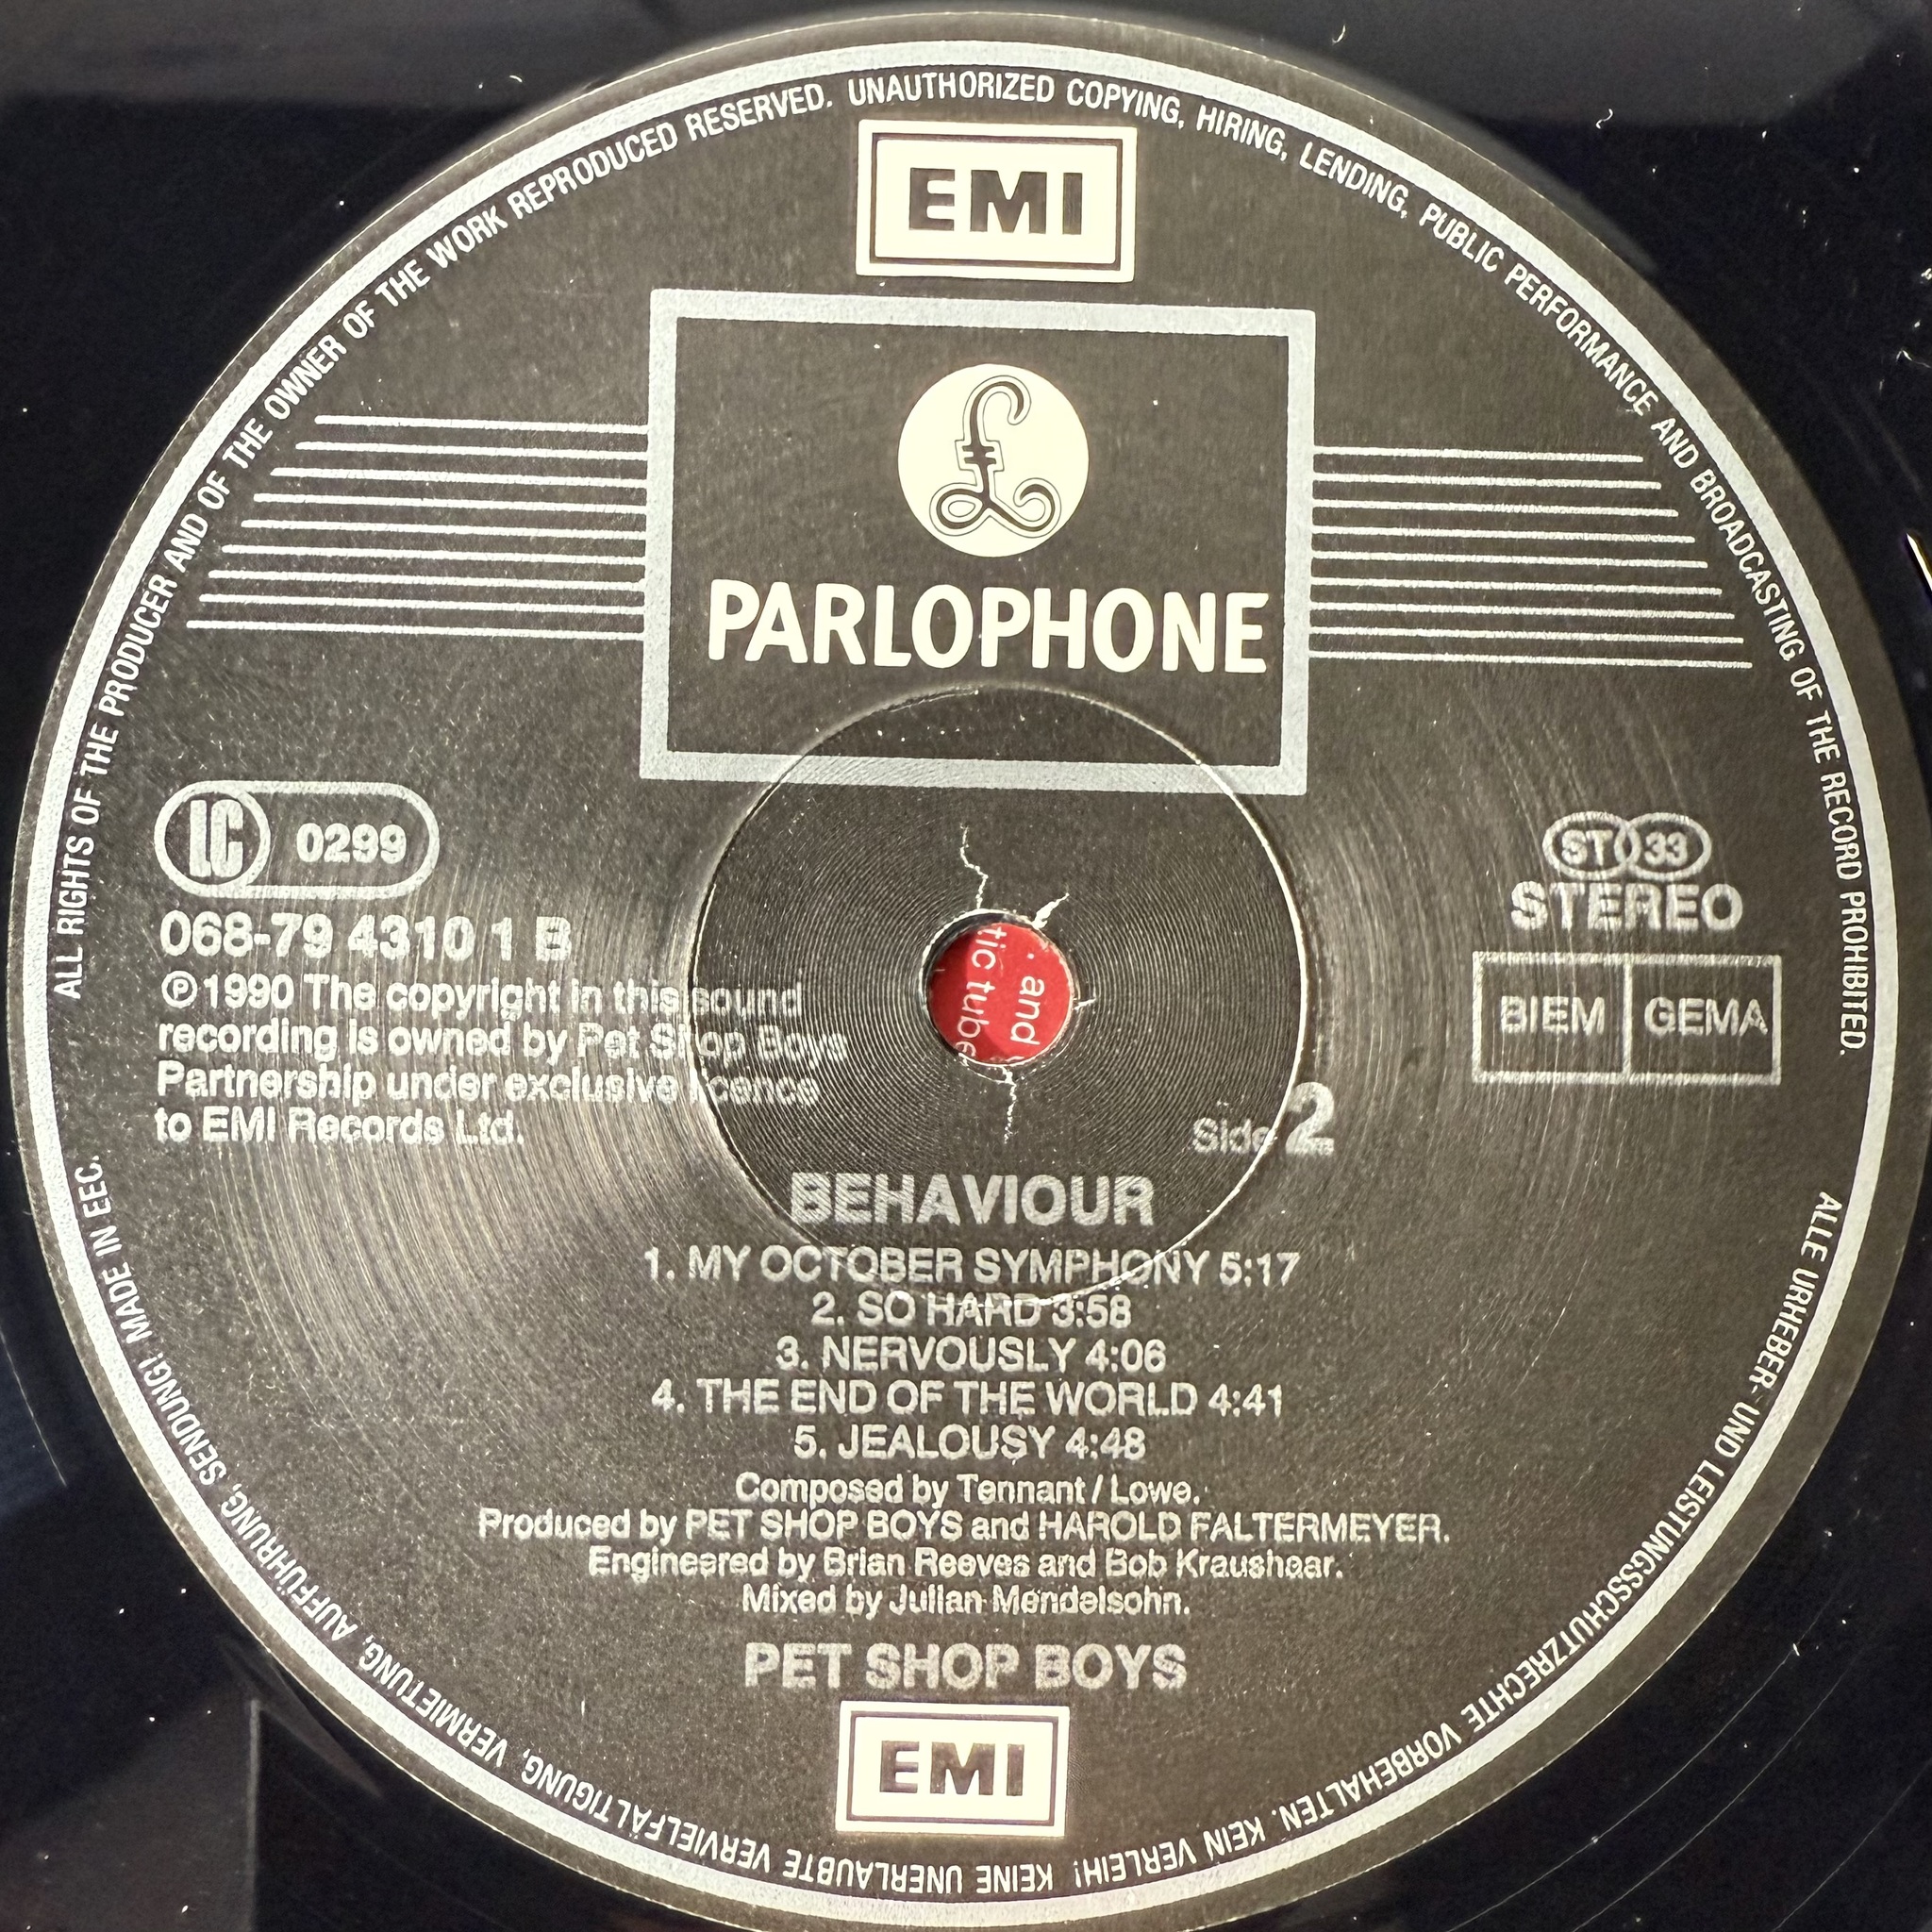 ALL RIGHTS OF THE PRODUCER AND OF THE OWNER OF THE WORK REPRODUCED RESERVED. UNAUTHORIZED COPYING, HIRING, LENDING, PUBLIC PERFORMANCE AND BROADCASTING OF THE RECORD PROHIBITED.
EMI
£
PARLOPHONE
LC 0299
068-79 4310 1 B
℗1990 The copyright in this sound
recording is owned by Pet Shop Boys
Partnership under exclusive licence
to EMI Records Ltd.
ST 33
STEREO
BIEM GEMA
tic tube
. and
Side 2
BEHAVIOUR
1. MY OCTOBER SYMPHONY 5:17
2. SO HARD 3:58
3. NERVOUSLY 4:06
4. THE END OF THE WORLD 4:41
5. JEALOUSY 4:48
Composed by Tennant / Lowe.
Produced by PET SHOP BOYS and HAROLD FALTERMEYER.
Engineered by Brian Reeves and Bob Kraushaar.
Mixed by Julian Mendelsohn.
PET SHOP BOYS
EMI
ALLE URHEBER- UND LEISTUNGSSCHUTZRECHTE VORBEHALTEN. KEIN VERLEIH! KEINE UNERLAUBTE VERVIELFÄLTIGUNG, VERMIETUNG, AUFFÜHRUNG, SENDUNG! MADE IN EEC.